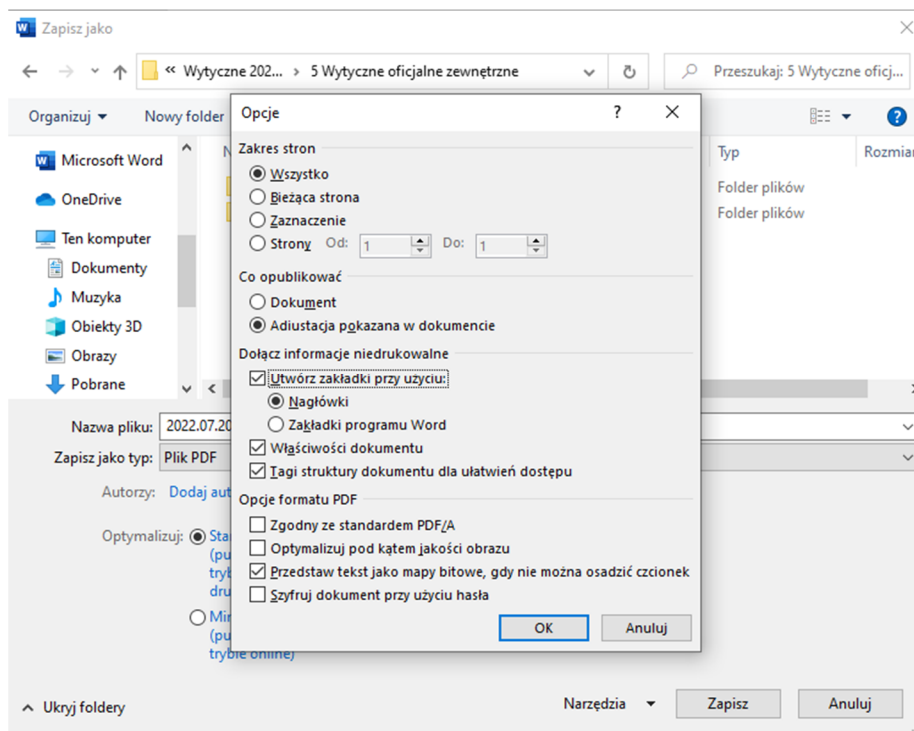 Zapisz jako
« Wytyczne 202... › 5 Wytyczne oficjalne zewnętrzne
Przeszukaj: 5 Wytyczne oficj...
Organizuj
Nowy folder
Typ
Rozmiar
Microsoft Word
OneDrive
Ten komputer
Dokumenty
Muzyka
Obiekty 3D
Obrazy
Pobrane
Folder plików
Folder plików
Opcje
?
Zakres stron
Wszystko
Bieżąca strona
Zaznaczenie
Strony Od: 1 Do: 1
Co opublikować
Dokument
Adiustacja pokazana w dokumencie
Dołącz informacje niedrukowalne
Utwórz zakładki przy użyciu:
Nagłówki
Zakładki programu Word
Właściwości dokumentu
Tagi struktury dokumentu dla ułatwień dostępu
Opcje formatu PDF
Zgodny ze standardem PDF/A
Optymalizuj pod kątem jakości obrazu
Przedstaw tekst jako mapy bitowe, gdy nie można osadzić czcionek
Szyfruj dokument przy użyciu hasła
OK
Anuluj
Nazwa pliku: 2022.07.20
Zapisz jako typ: Plik PDF
Autorzy: Dodaj aut
Optymalizuj: Sta
(pu
tryb
dru
Mir
(pu
trybie online)
Ukryj foldery
Narzędzia
Zapisz
Anuluj